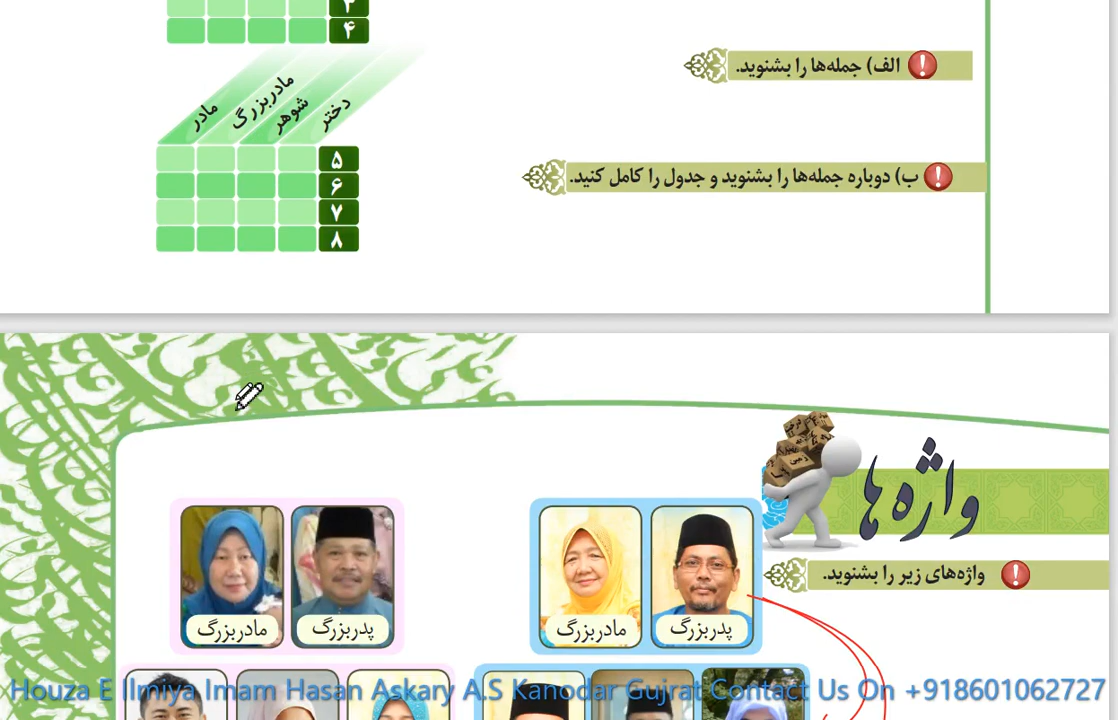 ۳
۴
الف) جمله‌ها را بشنوید.
مادر
مادربزرگ
شوهر
دختر
۵
۶
۷
۸
ب) دوباره جمله‌ها را بشنوید و جدول را کامل کنید.
واژه‌ها
واژه‌های زیر را بشنوید.
پدربزرگ
مادربزرگ
پدربزرگ
مادربزرگ
Houza E Ilmiya Imam Hasan Askary A.S Kanodar Gujrat Contact Us On +918601062727